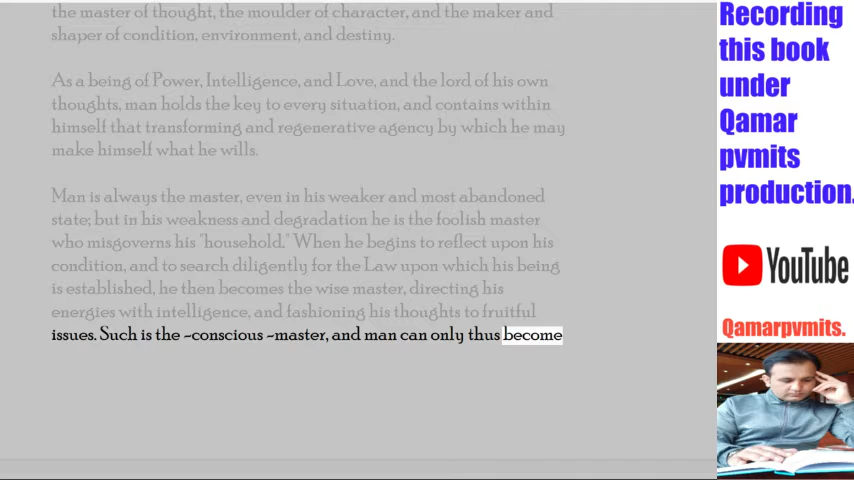 the master of thought, the moulder of character, and the maker and
shaper of condition, environment, and destiny.
As a being of Power, Intelligence, and Love, and the lord of his own
thoughts, man holds the key to every situation, and contains within
himself that transforming and regenerative agency by which he may
make himself what he wills.
Man is always the master, even in his weaker and most abandoned
state; but in his weakness and degradation he is the foolish master
who misgoverns his "household." When he begins to reflect upon his
condition, and to search diligently for the Law upon which his being
is established, he then becomes the wise master, directing his
energies with intelligence, and fashioning his thoughts to fruitful
issues. Such is the ~conscious ~master, and man can only thus become
Recording
this book
under
Qamar
pvmits
production.
YouTube
Qamarpvmits.